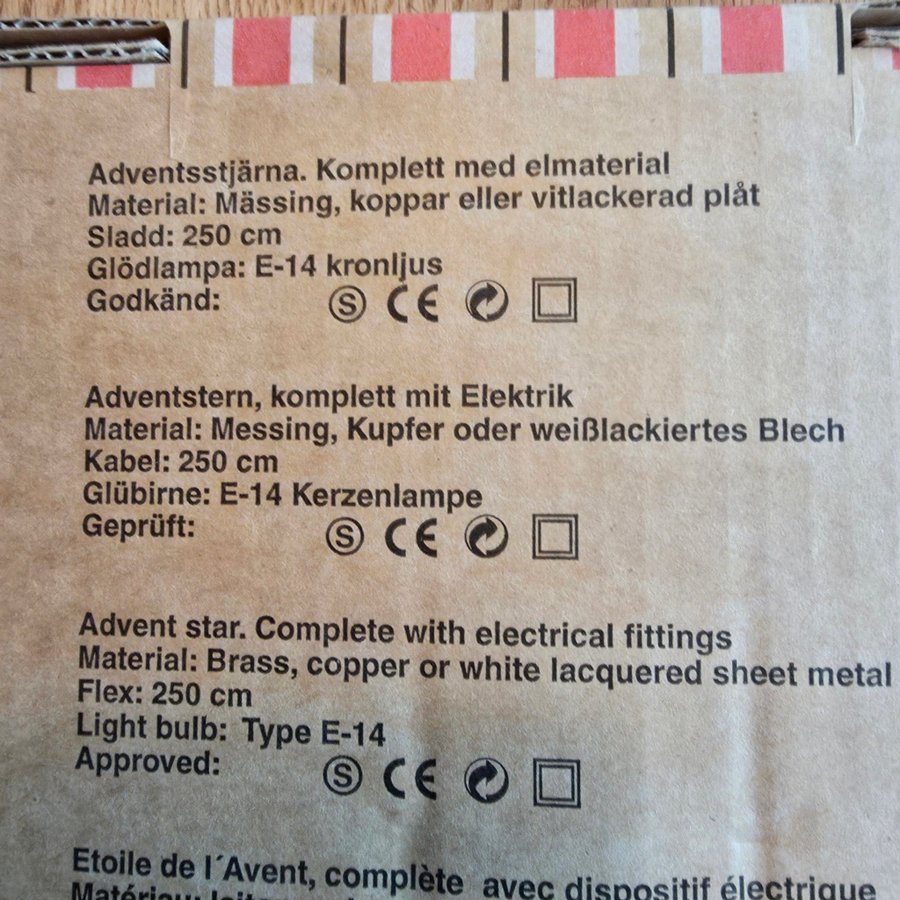 Adventsstjärna. Komplett med elmaterial
Material: Mässing, koppar eller vitlackerad plåt
Sladd: 250 cm
Glödlampa: E-14 kronljus
Godkänd: S CE
Adventstern, komplett mit Elektrik
Material: Messing, Kupfer oder weißlackiertes Blech
Kabel: 250 cm
Glübirne: E-14 Kerzenlampe
Geprüft: S CE
Advent star. Complete with electrical fittings
Material: Brass, copper or white lacquered sheet metal
Flex: 250 cm
Light bulb: Type E-14
Approved: S CE
Etoile de l´Avent, complète avec dispositif électrique